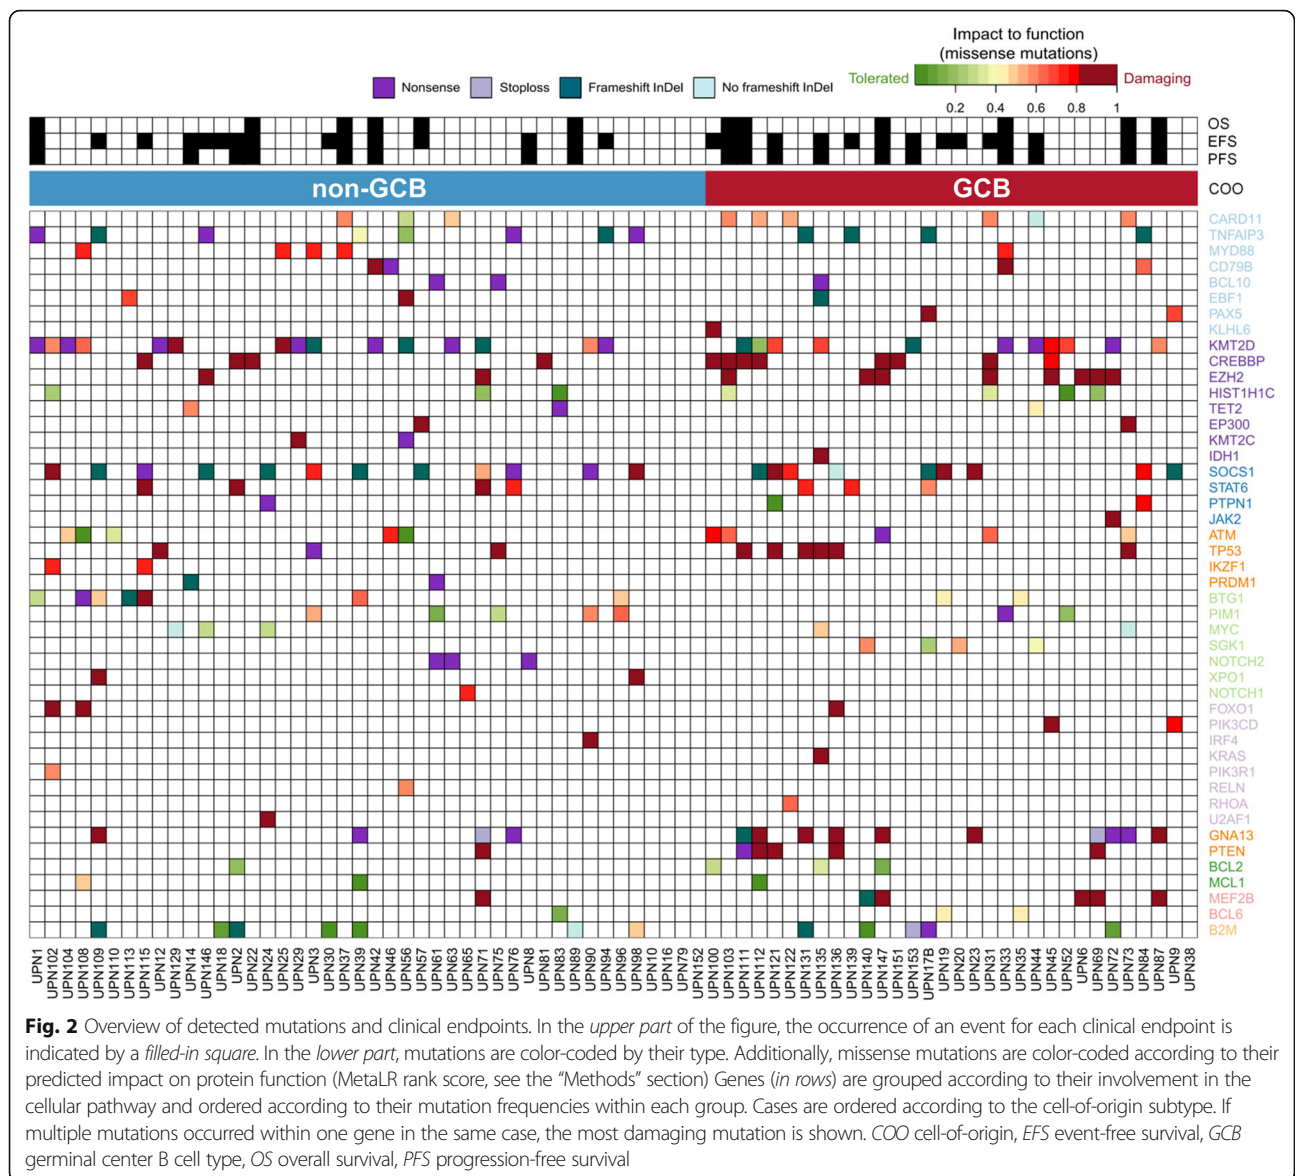 Impact to function
(missense mutations)
Tolerated Damaging
0.2 0.4 0.6 0.8 1
Nonsense Stoploss Frameshift InDel No frameshift InDel
OS
EFS
PFS
non-GCB GCB COO
CARD11
TNFAIP3
MYD88
CD79B
BCL10
EBF1
PAX5
KLHL6
KMT2D
CREBBP
EZH2
HIST1H1C
TET2
EP300
KMT2C
IDH1
SOCS1
STAT6
PTPN1
JAK2
ATM
TP53
IKZF1
PRDM1
BTG1
PIM1
MYC
SGK1
NOTCH2
XPO1
NOTCH1
FOXO1
PIK3CD
IRF4
KRAS
PIK3R1
RELN
RHOA
U2AF1
GNA13
PTEN
BCL2
MCL1
MEF2B
BCL6
B2M
UPN1
UPN102
UPN104
UPN108
UPN109
UPN110
UPN113
UPN115
UPN12
UPN129
UPN14
UPN146
UPN18
UPN2
UPN22
UPN24
UPN25
UPN29
UPN3
UPN30
UPN37
UPN39
UPN42
UPN46
UPN56
UPN57
UPN61
UPN63
UPN65
UPN71
UPN75
UPN76
UPN8
UPN81
UPN83
UPN89
UPN90
UPN94
UPN96
UPN98
UPN10
UPN16
UPN79
UPN152
UPN100
UPN103
UPN111
UPN112
UPN121
UPN122
UPN131
UPN135
UPN136
UPN139
UPN140
UPN147
UPN151
UPN153
UPN17B
UPN19
UPN20
UPN23
UPN31
UPN33
UPN35
UPN44
UPN45
UPN52
UPN6
UPN69
UPN72
UPN73
UPN84
UPN87
UPN9
UPN38
Fig. 2 Overview of detected mutations and clinical endpoints. In the upper part of the figure, the occurrence of an event for each clinical endpoint is
indicated by a filled-in square. In the lower part, mutations are color-coded by their type. Additionally, missense mutations are color-coded according to their
predicted impact on protein function (MetaLR rank score, see the “Methods” section) Genes (in rows) are grouped according to their involvement in the
cellular pathway and ordered according to their mutation frequencies within each group. Cases are ordered according to the cell-of-origin subtype. If
multiple mutations occurred within one gene in the same case, the most damaging mutation is shown. COO cell-of-origin, EFS event-free survival, GCB
germinal center B cell type, OS overall survival, PFS progression-free survival